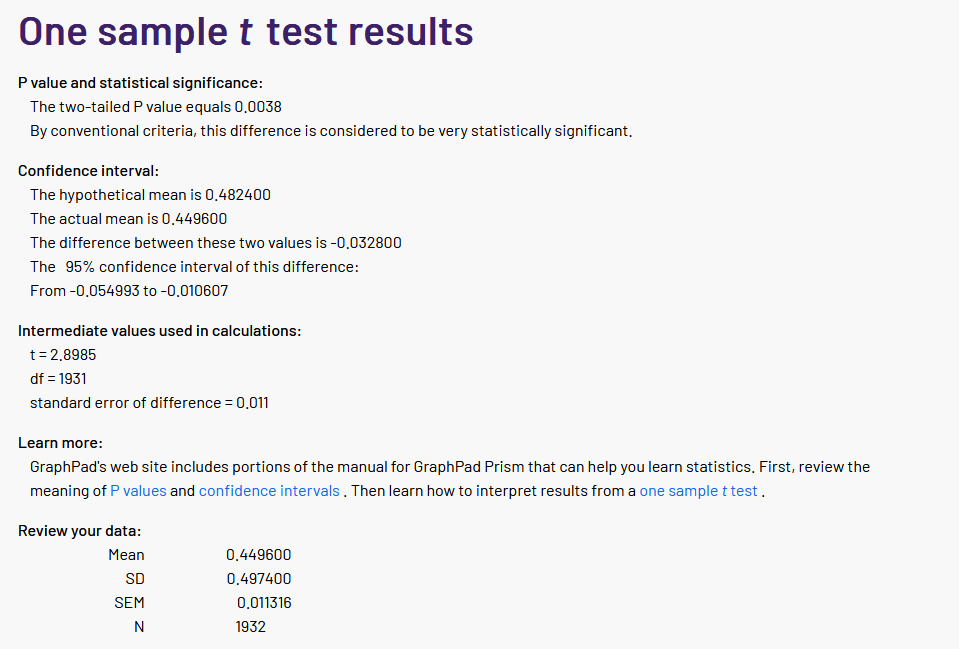 One sample t test results
P value and statistical significance:
The two-tailed P value equals 0.0038
By conventional criteria, this difference is considered to be very statistically significant.
Confidence interval:
The hypothetical mean is 0.482400
The actual mean is 0.449600
The difference between these two values is -0.032800
The 95% confidence interval of this difference:
From -0.054993 to -0.010607
Intermediate values used in calculations:
t = 2.8985
df = 1931
standard error of difference = 0.011
Learn more:
GraphPad's web site includes portions of the manual for GraphPad Prism that can help you learn statistics. First, review the
meaning of P values and confidence intervals . Then learn how to interpret results from a one sample t test .
Review your data:
Mean 0.449600
SD 0.497400
SEM 0.011316
N 1932